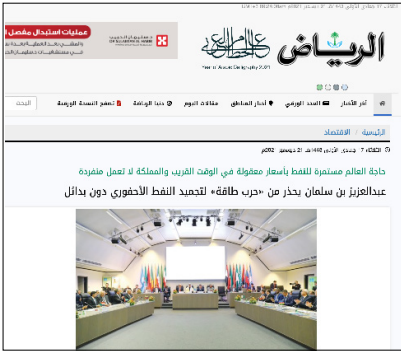 عمليات استبدال مفصل
الرياض
Year of Arabic Calligraphy 2021
آخر الأخبار
العدد الورقي
أخبار المناطق
مقالات اليوم
دنيا الرياضة
تصفح النسخة الورقية
البحث
الرئيسية / الاقتصاد
الثلاثاء 17 جمادى الأولى 1443هـ 21 ديسمبر 2021م
حاجة العالم مستمرة للنفط بأسعار معقولة في الوقت القريب والمملكة لا تعمل منفردة
عبدالعزيز بن سلمان يحذر من «حرب طاقة» لتجميد النفط الأحفوري دون بدائل